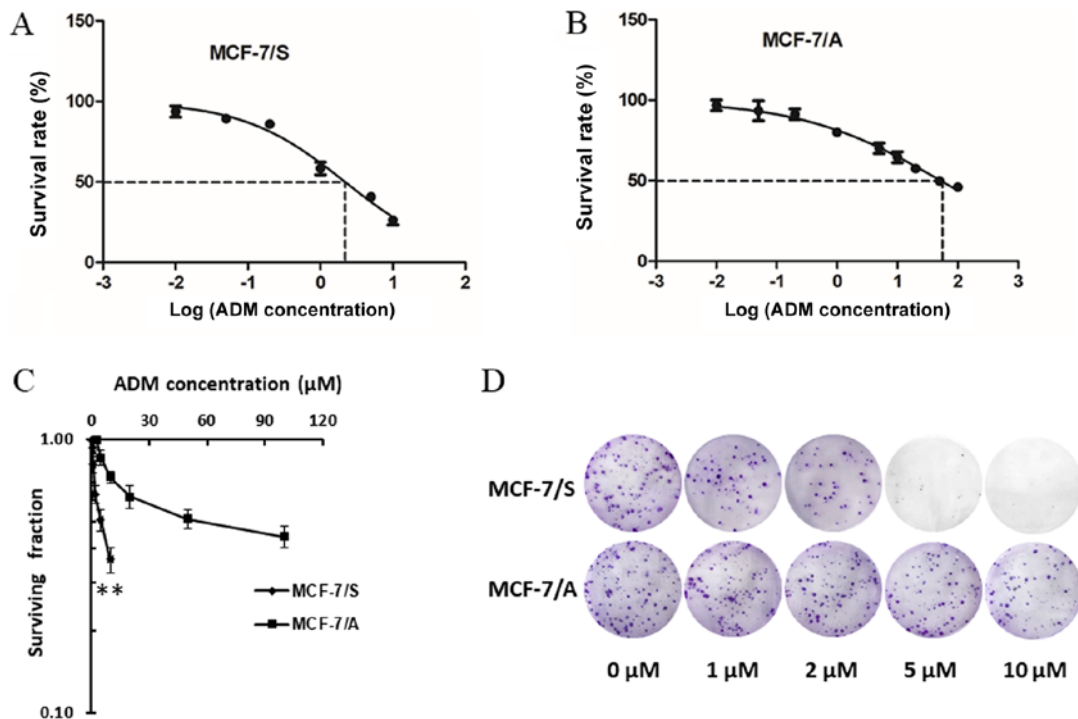 A
MCF-7/S
Survival rate (%)
150
100
50
0
-3
-2
-1
0
1
2
Log (ADM concentration)
B
MCF-7/A
Survival rate (%)
150
100
50
0
-3
-2
-1
0
1
2
3
Log (ADM concentration)
C
ADM concentration (µM)
0
30
60
90
120
1.00
0.10
Surviving fraction
**
MCF-7/S
MCF-7/A
D
MCF-7/S
MCF-7/A
0 µM
1 µM
2 µM
5 µM
10 µM